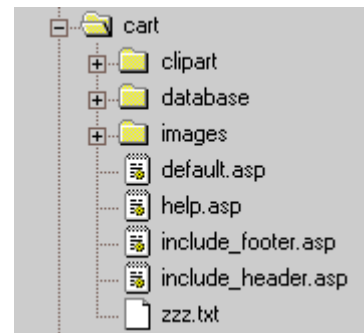 cart
clipart
database
images
default.asp
help.asp
include_footer.asp
include_header.asp
zzz.txt